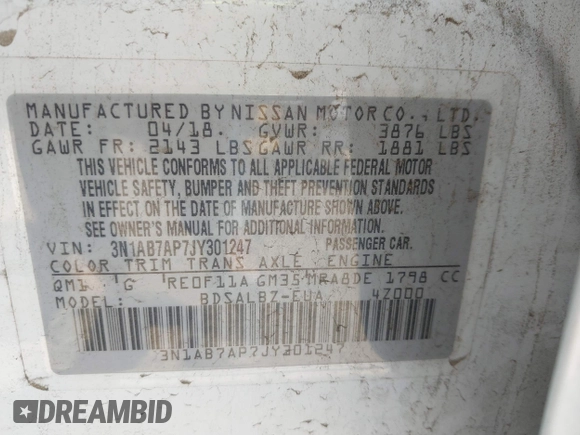 MANUFACTURED BY NISSAN MOTOR CO., LTD.
DATE: 04/18. GVWR: 3876 LBS
GAWR FR: 2143 LBS GAWR RR: 1881 LBS
THIS VEHICLE CONFORMS TO ALL APPLICABLE FEDERAL MOTOR
VEHICLE SAFETY, BUMPER AND THEFT PREVENTION STANDARDS
IN EFFECT ON THE DATE OF MANUFACTURE SHOWN ABOVE.
SEE OWNER'S MANUAL FOR ADDITIONAL INFORMATION
VIN: 3N1AB7AP7JY301247 PASSENGER CAR.
COLOR TRIM TRANS AXLE ENGINE
QM1 G RE0F11A GM35 MRA8DE 1798 CC
MODEL: BDSALBZ-EUA 4Z000
3N1AB7AP7JY301247
DREAMBID